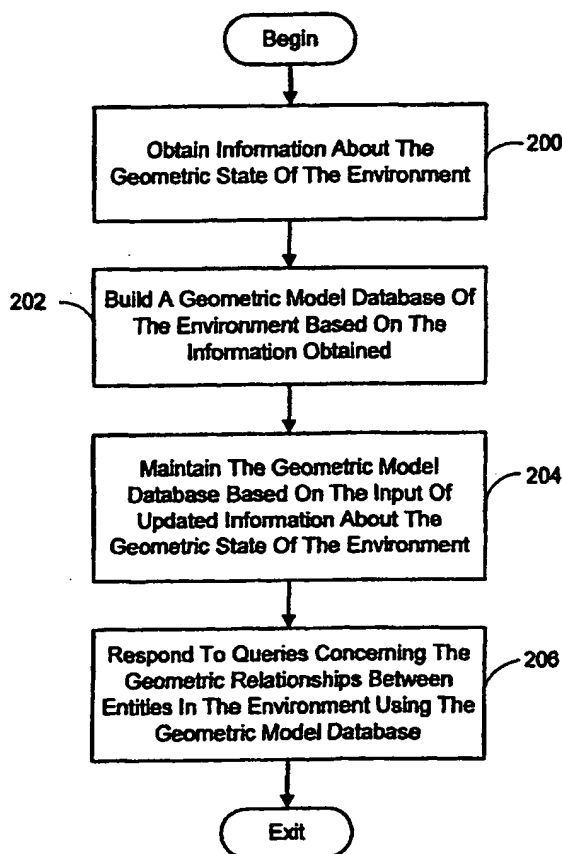 Begin
Obtain Information About The
Geometric State Of The Environment
200
202
Build A Geometric Model Database Of
The Environment Based On The
Information Obtained
Maintain The Geometric Model
Database Based On The Input Of
Updated Information About The
Geometric State Of The Environment
204
Respond To Queries Concerning The
Geometric Relationships Between
Entities In The Environment Using The
Geometric Model Database
206
Exit